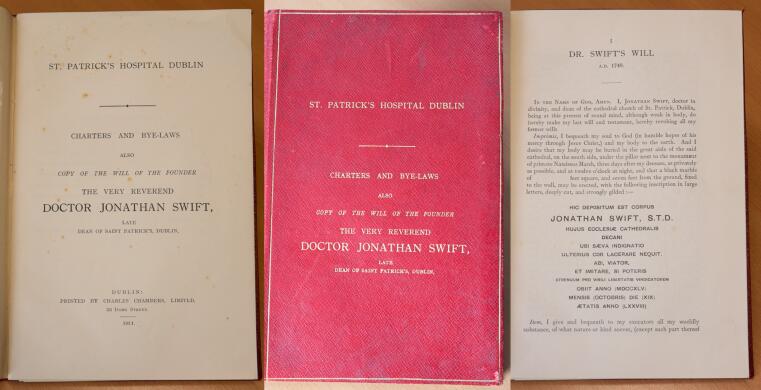 ST. PATRICK'S HOSPITAL DUBLIN
CHARTERS AND BYE-LAWS
ALSO
COPY OF THE WILL OF THE FOUNDER
THE VERY REVEREND
DOCTOR JONATHAN SWIFT,
LATE
DEAN OF SAINT PATRICK'S, DUBLIN,
DUBLIN:
PRINTED BY CHARLES CHAMBERS, LIMITED,
Dame Street.
ST. PATRICK'S HOSPITAL DUBLIN
CHARTERS AND BYE-LAWS
ALSO
COPY OF THE WILL OF THE FOUNDER
THE VERY REVEREND
DOCTOR JONATHAN SWIFT,
LATE
DEAN OF SAINT PATRICK'S, DUBLIN,
1
DR. SWIFT'S WILL
A.D. 1740.
In the Name of God, Amen. I, Jonathan Swift, doctor in
divinity, and dean of the cathedral church of St. Patrick, Dublin,
being at this present of sound mind, although weak in body, do
hereby make my last will and testament, hereby revoking all my
former wills
Imprimis, I bequeath my soul to God (in humble hopes of his
mercy through Jesus Christ,) and my body to the earth. And I
desire that my body may be buried in the great aisle of the said
cathedral, on the south side, under the pillar next to the monument
of primate Narcissus Marsh, three days after my decease, as privately
as possible, and at twelve o'clock at night, and that a black marble
of feet square, and seven feet from the ground, fixed
to the wall, may be erected, with the following inscription in large
letters, deeply cut, and strongly gilded :—
HIC DEPOSITUM EST CORPUS
JONATHAN SWIFT, S.T.D.
HUJUS ECCLESIÆ CATHEDRALIS
DECANI
UBI SÆVA INDIGNATIO
ULTERIUS COR LACERARE NEQUIT.
ABI, VIATOR,
ET IMITARE, SI POTERIS
STRENUUM PRO VIRILI LIBERTATIS VINDICATOREM
OBIIT ANNO (MDCCXLV)
MENSIS (OCTOBRIS) DIE (XIX)
ÆTATIS ANNO (LXXVIII)
Item, I give and bequeath to my executors all my worldly
substance, of what nature or kind soever, (except such part thereof